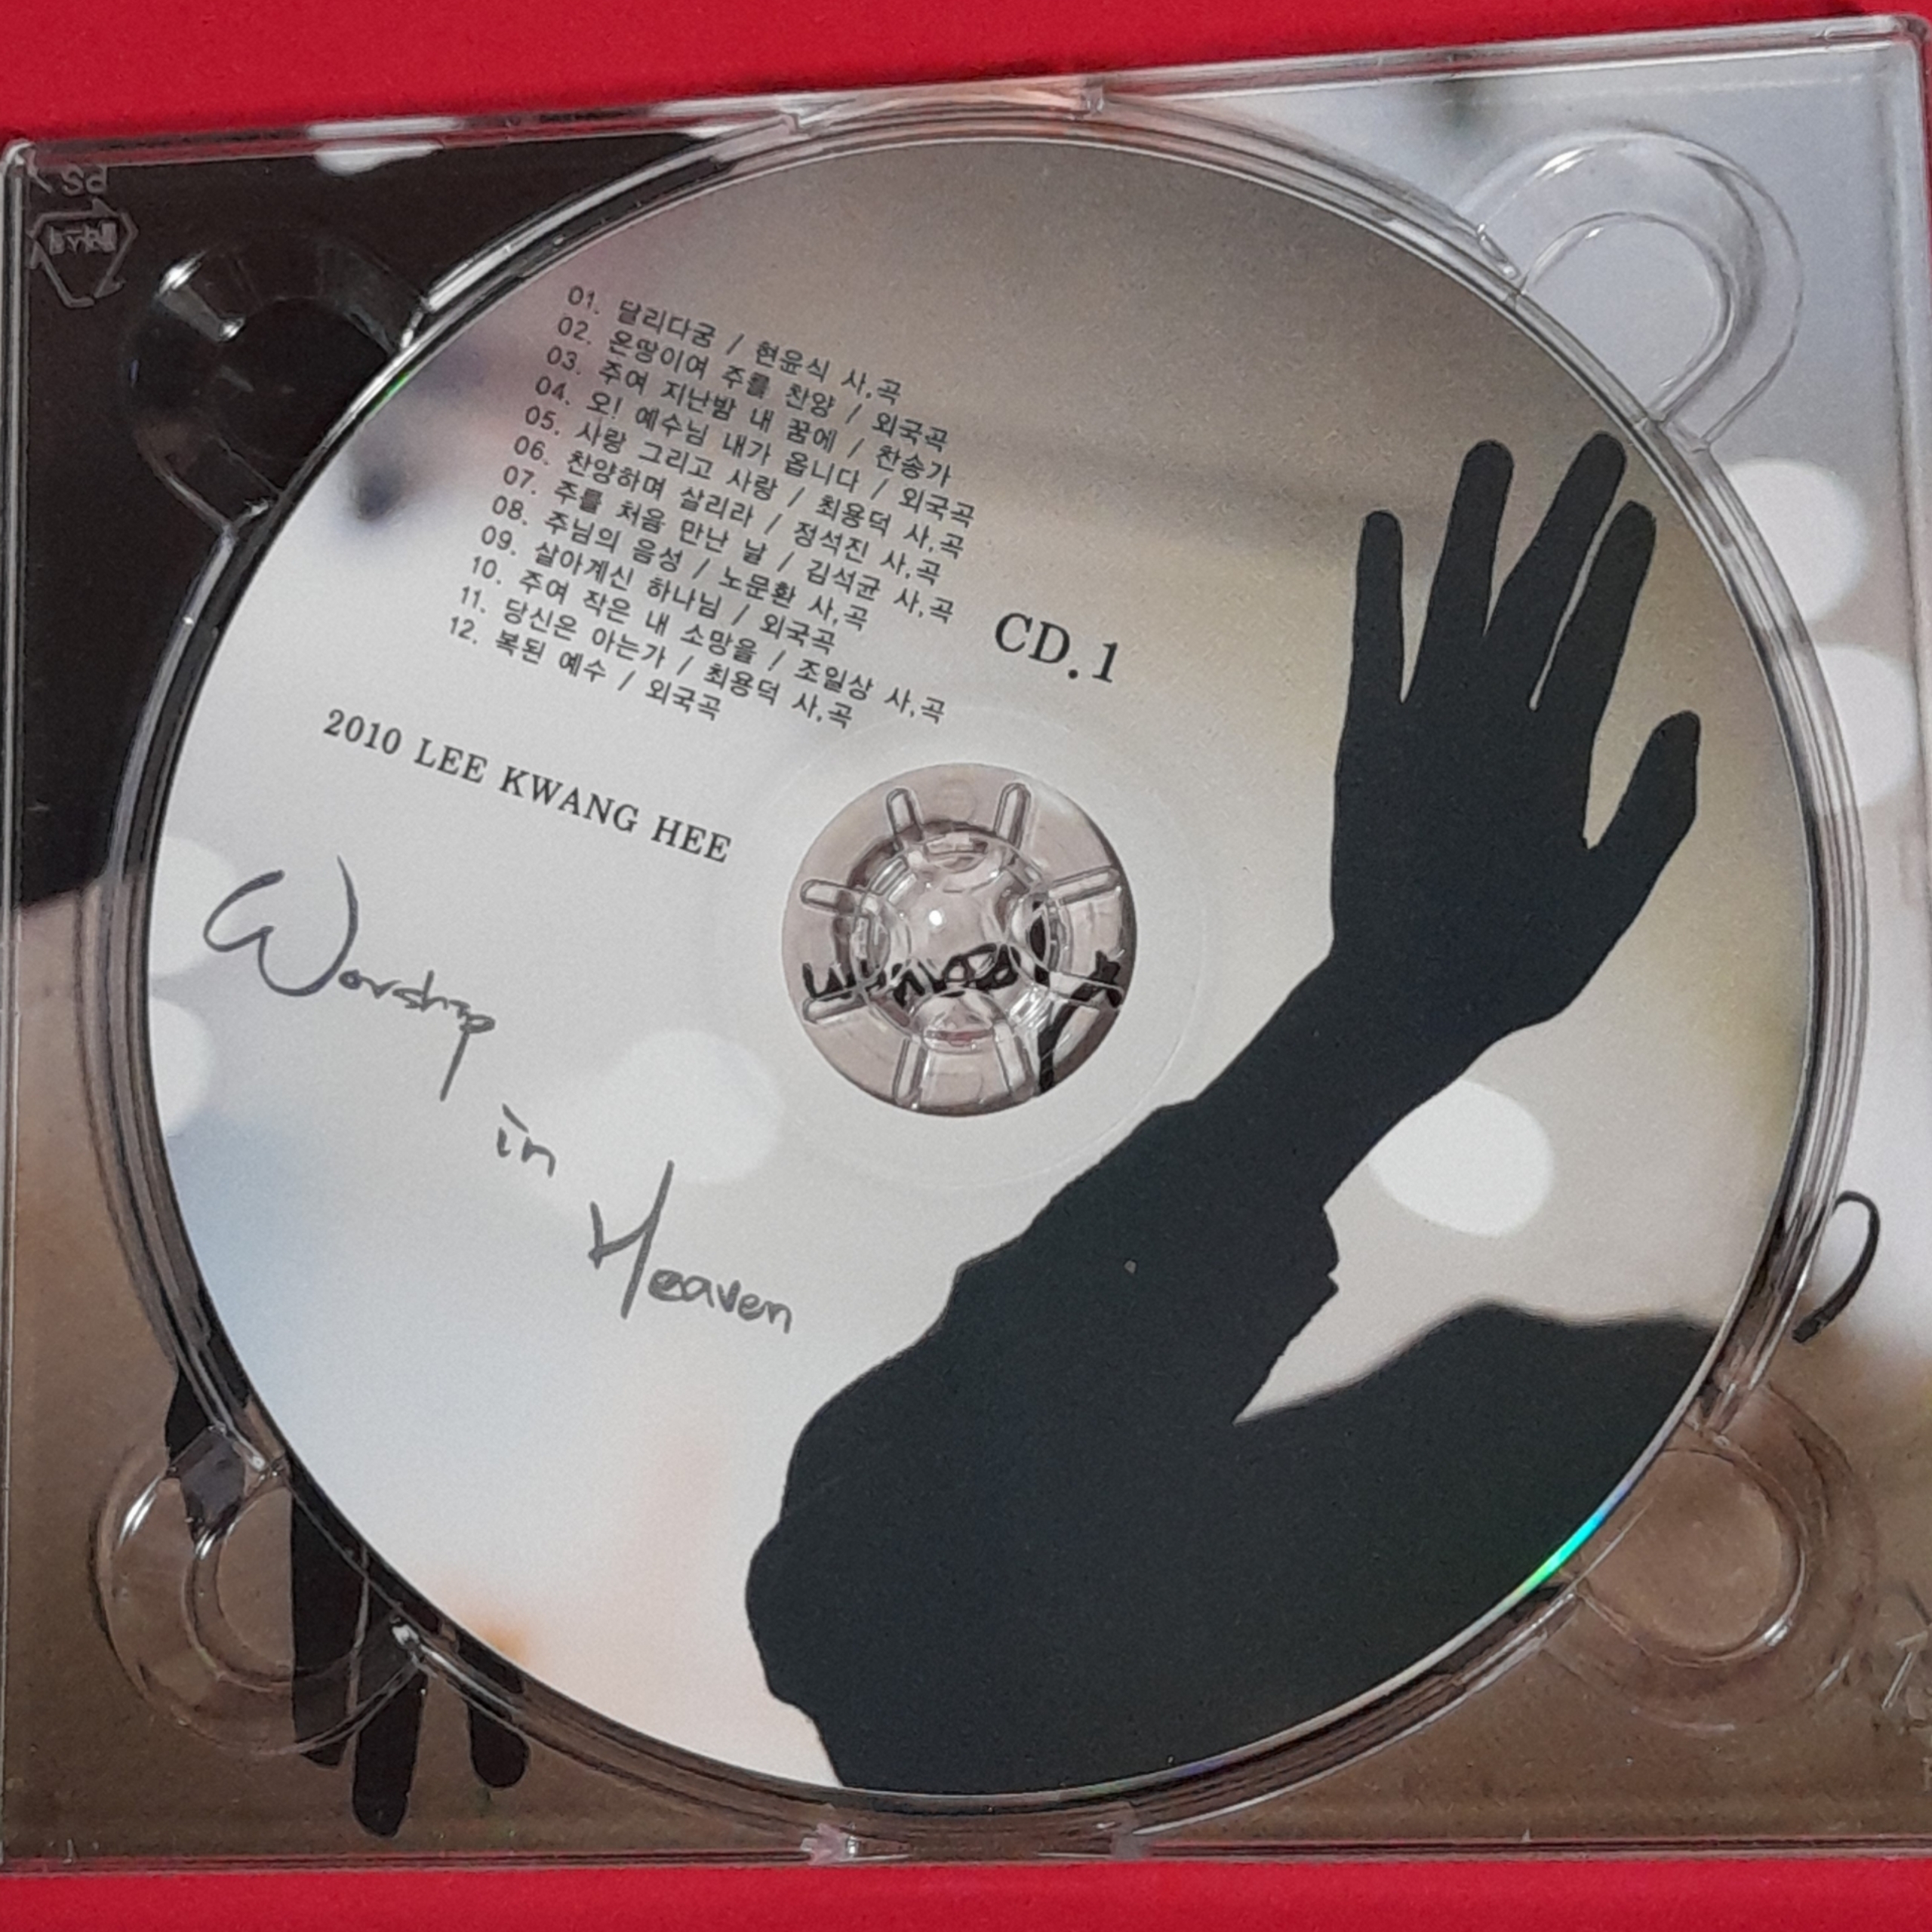 01. 달리다굼 / 현윤식 사,곡
02. 온땅이여 주를 찬양 / 외국곡
03. 주여 지난밤 내 꿈에 / 찬송가
04. 오! 예수님 내가 옵니다 / 외국곡
05. 사랑 그리고 사랑 / 최용덕 사,곡
06. 찬양하며 살리라 / 정석진 사,곡
07. 주를 처음 만난 날 / 김석균 사,곡
08. 주님의 음성 / 노문환 사,곡
09. 살아계신 하나님 / 외국곡
10. 주여 작은 내 소망을 / 조일상 사,곡
11. 당신은 아는가 / 최용덕 사,곡
12. 복된 예수 / 외국곡
CD.1
2010 LEE KWANG HEE
Worship
in
Heaven
PS